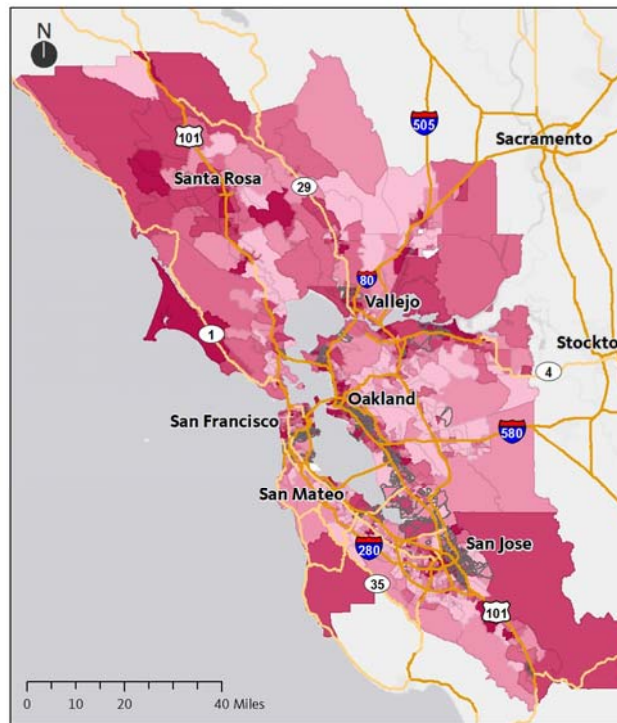 N
505
Sacramento
101
Santa Rosa
29
80
Vallejo
1
Stockto
4
Oakland
San Francisco
580
San Mateo
San Jose
280
35
101
0 10 20 40 Miles